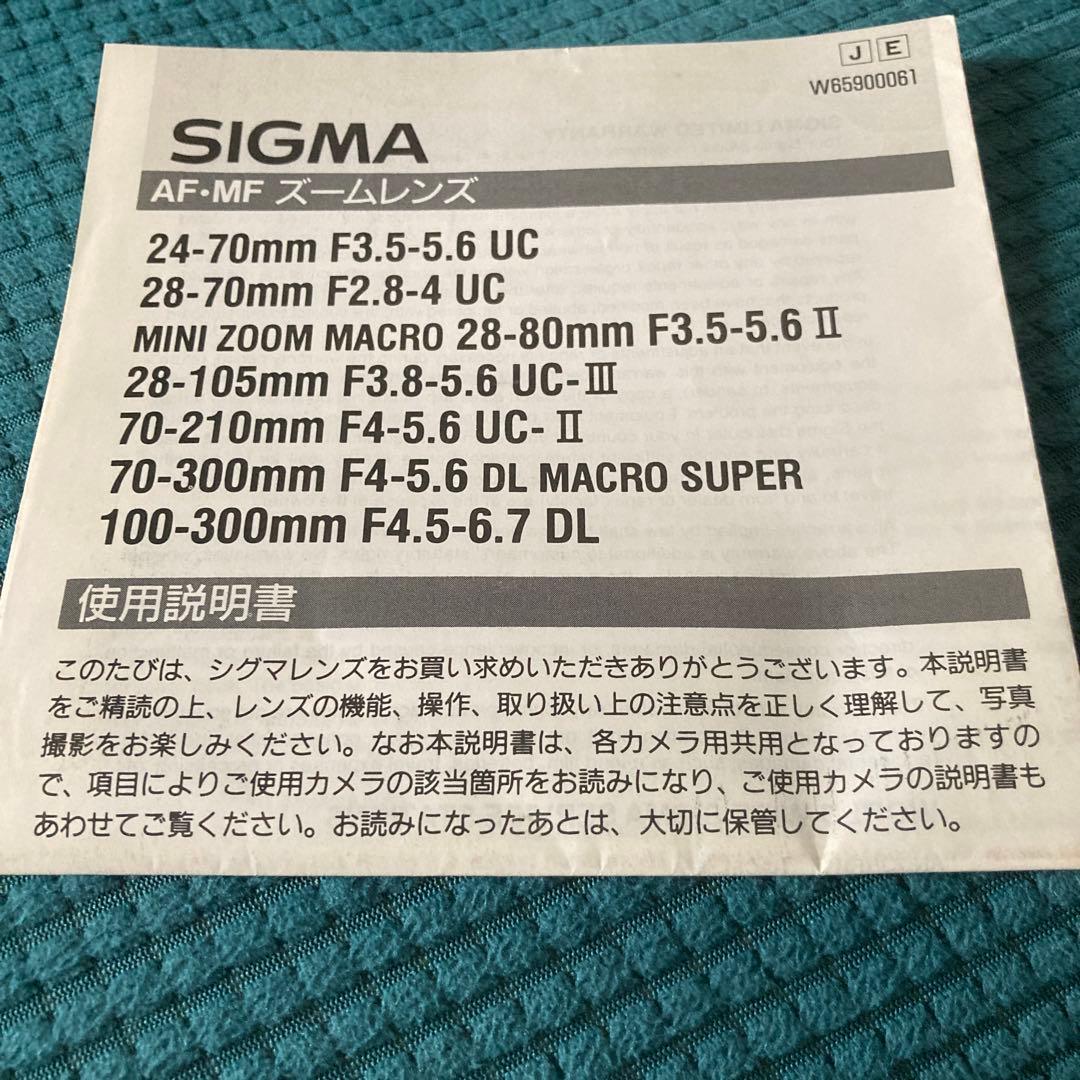 J E
W65900061
SIGMA
AF・MF ズームレンズ
24-70mm F3.5-5.6 UC
28-70mm F2.8-4 UC
MINI ZOOM MACRO 28-80mm F3.5-5.6 II
28-105mm F3.8-5.6 UC-III
70-210mm F4-5.6 UC-II
70-300mm F4-5.6 DL MACRO SUPER
100-300mm F4.5-6.7 DL
使用説明書
このたびは、シグマレンズをお買い求めいただきありがとうございます。本説明書
をご精読の上、レンズの機能、操作、取り扱い上の注意点を正しく理解して、写真
撮影をお楽しみください。なお本説明書は、各カメラ用共用となっておりますの
で、項目によりご使用カメラの該当箇所をお読みになり、ご使用カメラの説明書も
あわせてご覧ください。お読みになったあとは、大切に保管してください。